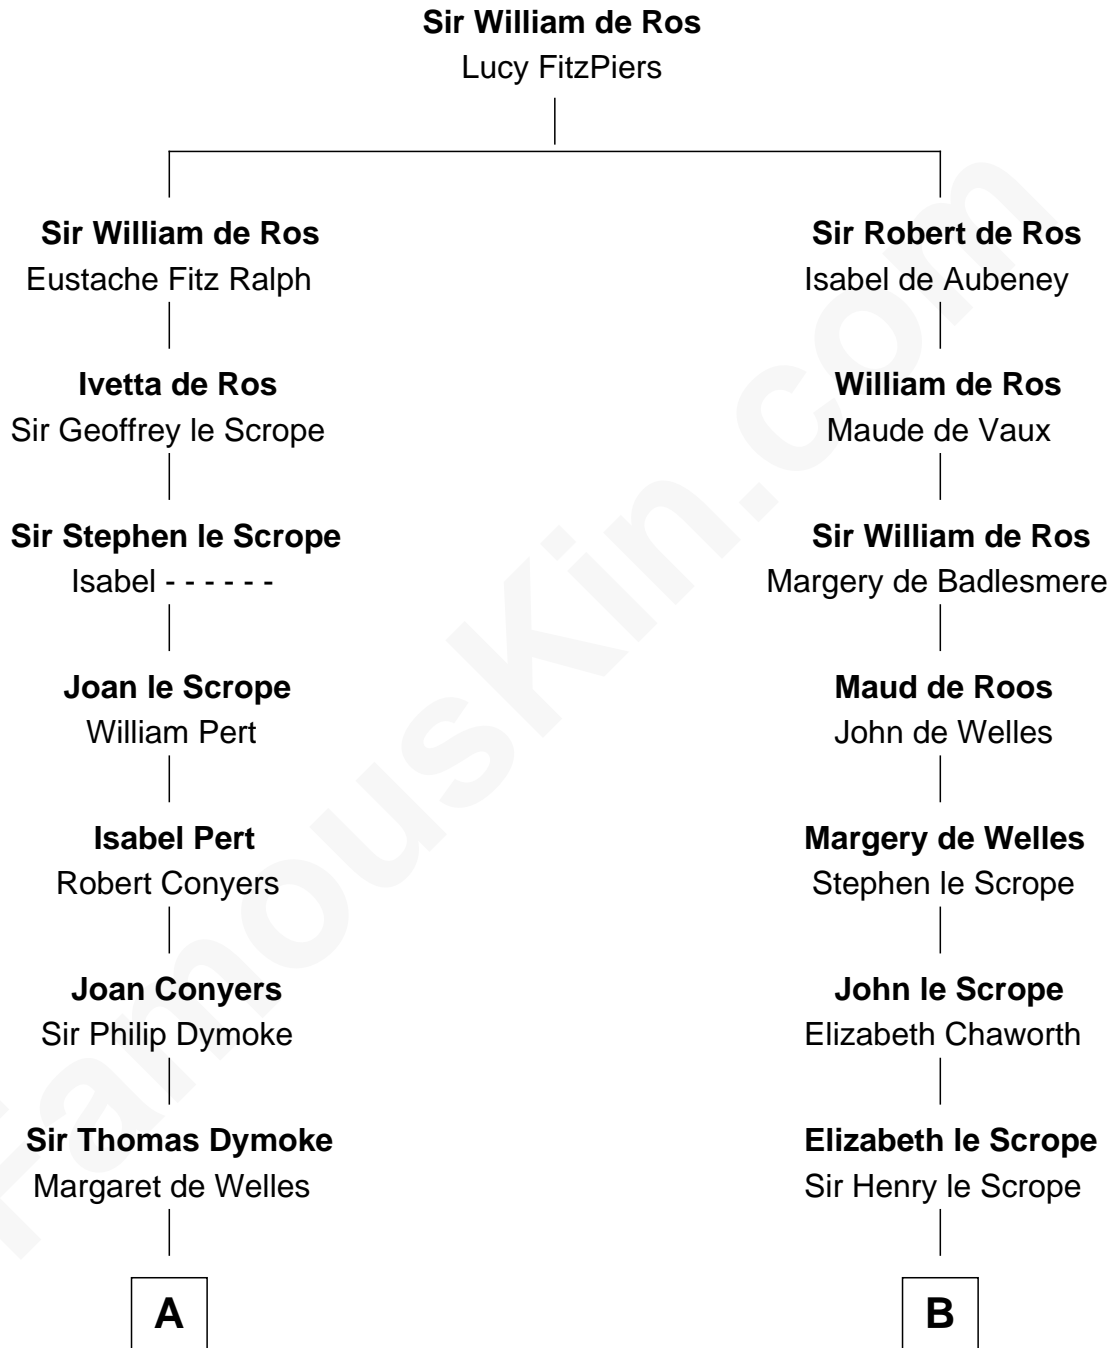 Sir William de Ros
Lucy FitzPiers
Sir William de Ros
Eustache Fitz Ralph
Ivetta de Ros
Sir Geoffrey le Scrope
Sir Stephen le Scrope
Isabel - - - - - -
Joan le Scrope
William Pert
Isabel Pert
Robert Conyers
Joan Conyers
Sir Philip Dymoke
Sir Thomas Dymoke
Margaret de Welles
A
Sir Robert de Ros
Isabel de Aubeney
William de Ros
Maude de Vaux
Sir William de Ros
Margery de Badlesmere
Maud de Roos
John de Welles
Margery de Welles
Stephen le Scrope
John le Scrope
Elizabeth Chaworth
Elizabeth le Scrope
Sir Henry le Scrope
B
FamousKin.com